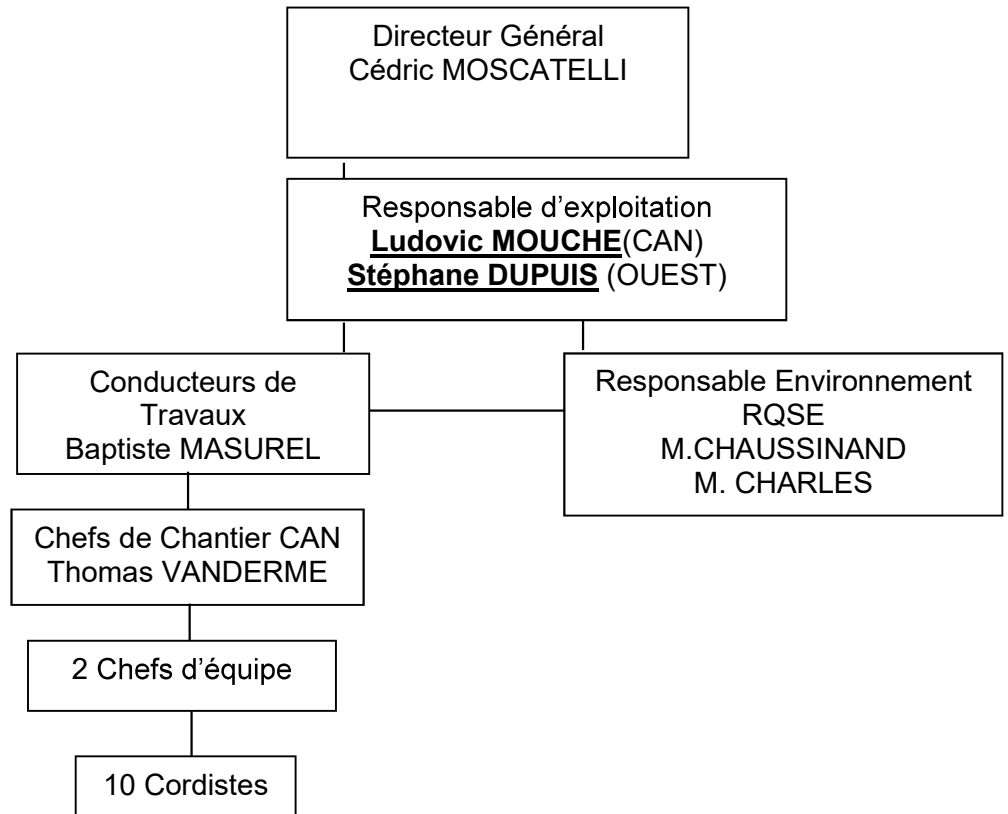 Directeur Général
Cédric MOSCATELLI
Responsable d’exploitation
Ludovic MOUCHE(CAN)
Stéphane DUPUIS (OUEST)
Conducteurs de
Travaux
Baptiste MASUREL
Responsable Environnement
RQSE
M.CHAUSSINAND
M. CHARLES
Chefs de Chantier CAN
Thomas VANDERME
2 Chefs d’équipe
10 Cordistes